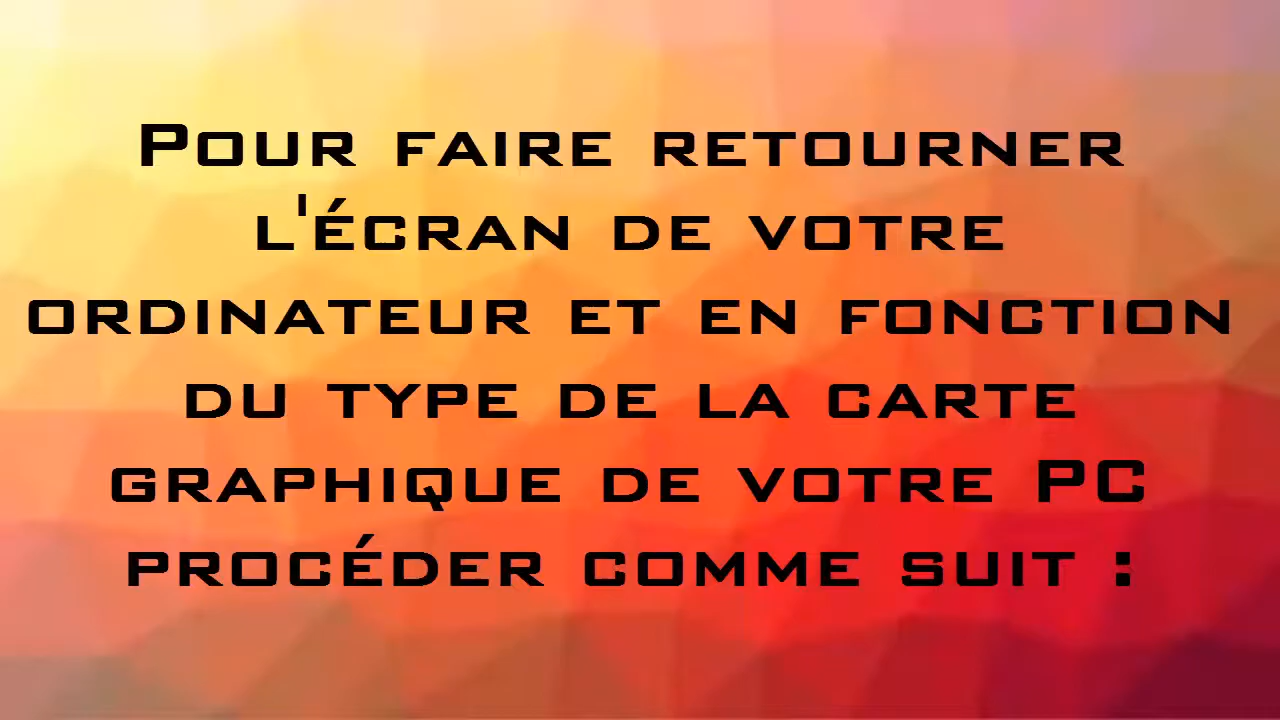 Pour faire retourner
l'écran de votre
ordinateur et en fonction
du type de la carte
graphique de votre PC
procéder comme suit :